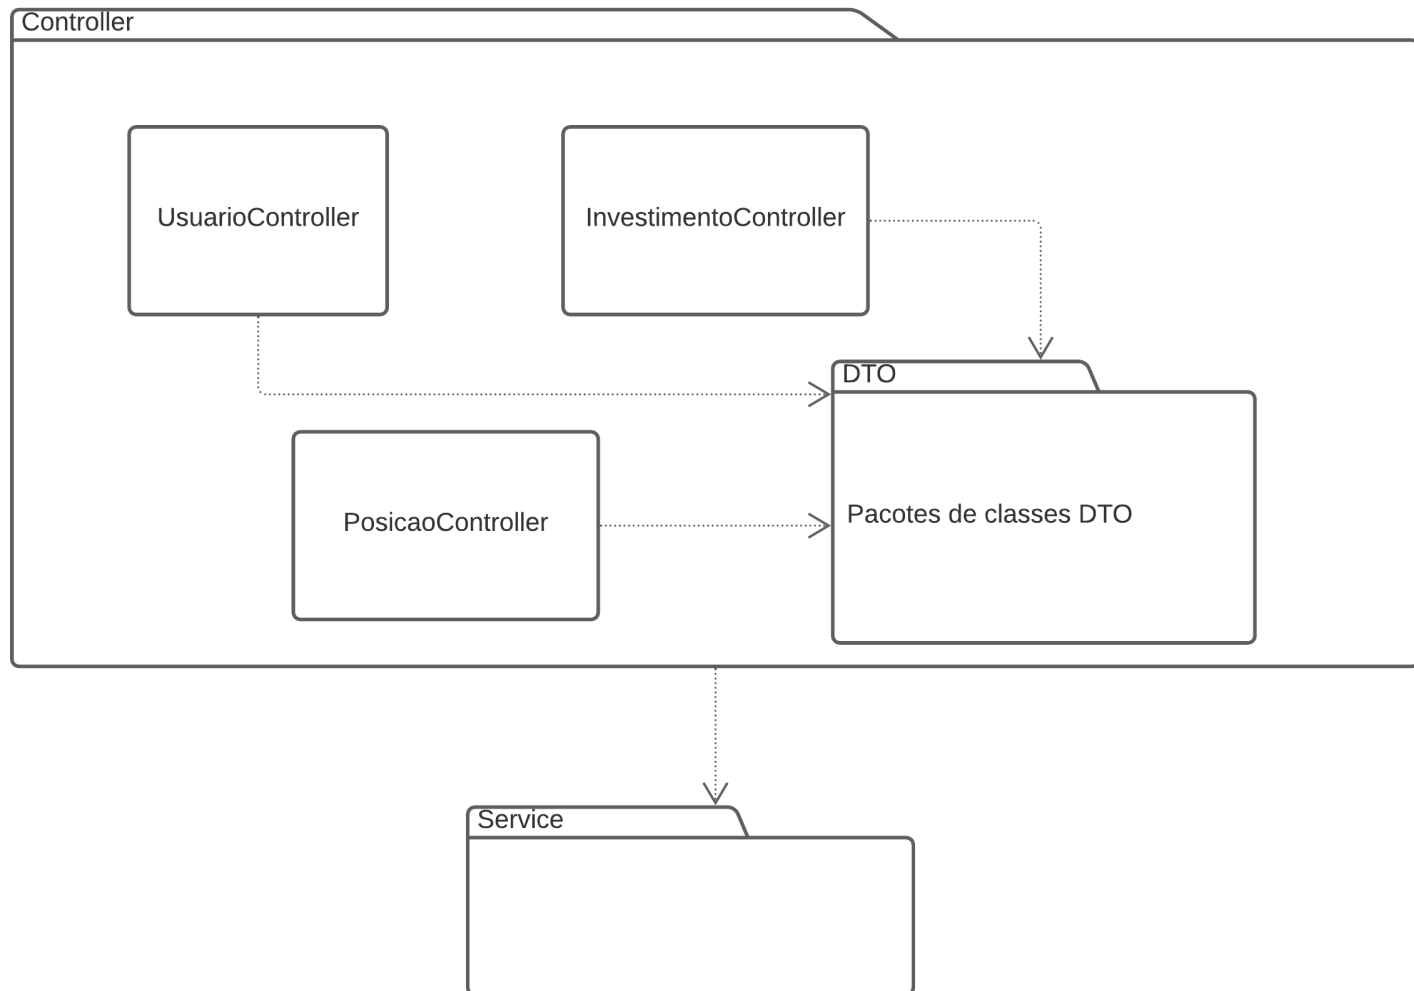 Controller
UsuarioController
InvestimentoController
DTO
PosicaoController
Pacotes de classes DTO
Service